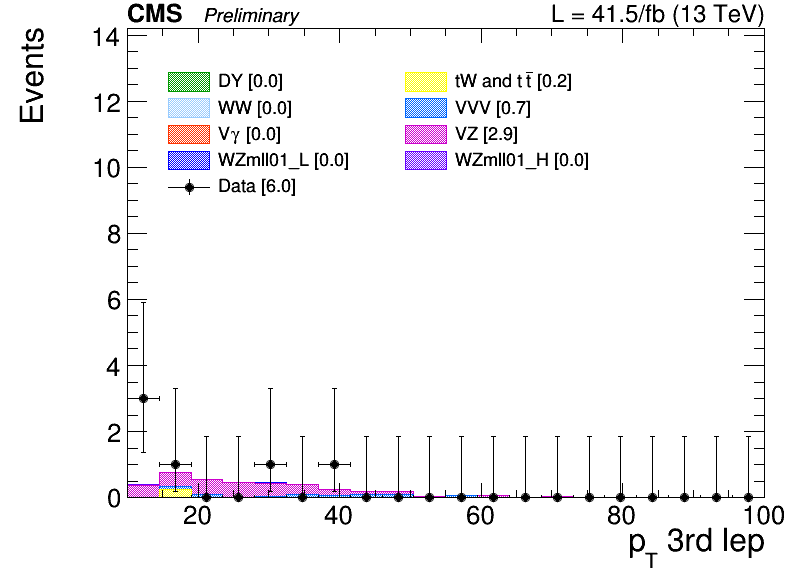 CMS Preliminary L = 41.5/fb (13 TeV)
Events
14
12
10
8
6
4
2
0
DY [0.0]
tW and t t̅ [0.2]
WW [0.0]
VVV [0.7]
Vγ [0.0]
VZ [2.9]
WZmll01_L [0.0]
WZmll01_H [0.0]
Data [6.0]
20 40 60 80 100
p_T 3rd lep